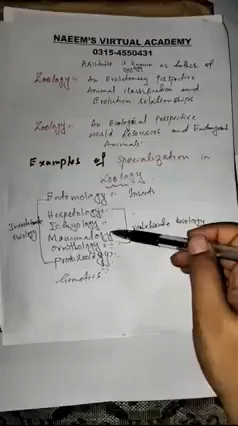 NAEEM'S VIRTUAL ACADEMY
0315-4550431
Aristotle is known as father of
Zoology
Zoology:- An Evolutionary Perspective
Animal classification and
Evolution Relationships
Zoology:- An Ecological Perspective
World Resources and Endangered
Animals.
Examples of Specialization in
Zoology
Entomology:- Insects
Herpetology:-
Invertebrate
Zoology
Icthyology:-
vertebrate biology
Mammalogy
ornithology:-
Protozoology:-
Genetics:-